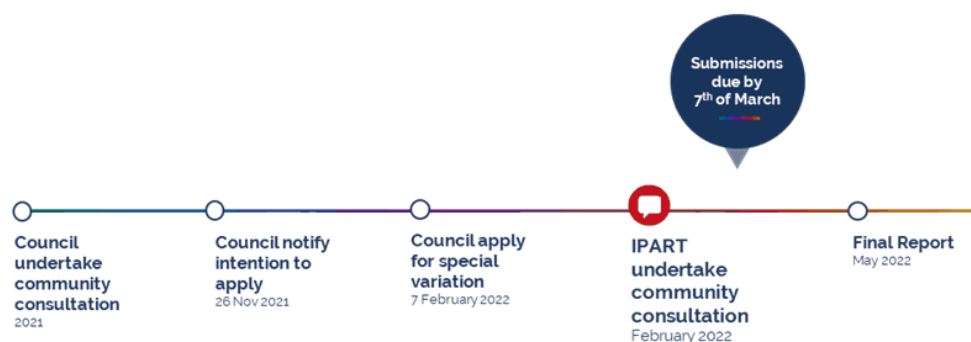 Submissions
due by
7th of March
Council
undertake
community
consultation
2021
Council notify
intention to
apply
26 Nov 2021
Council apply
for special
variation
7 February 2022
IPART
undertake
community
consultation
February 2022
Final Report
May 2022